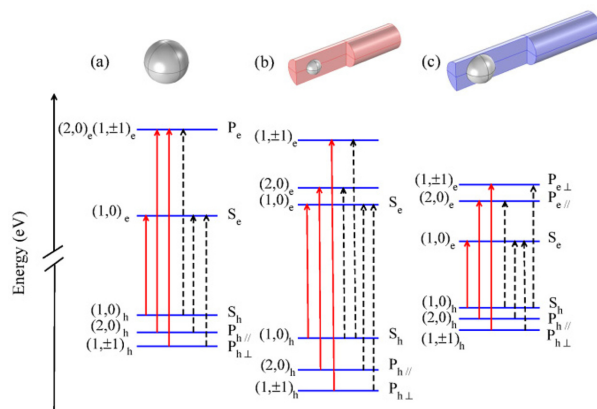 (a)
(b)
(c)
Energy (eV)
(2,0)e(1,±1)e
Pe
(1,0)e
Se
(1,0)h
Sh
(2,0)h
Ph//
(1,±1)h
Ph⊥
(1,±1)e
(2,0)e
(1,0)e
Se
(1,0)h
Sh
(2,0)h
Ph//
(1,±1)h
Ph⊥
(1,±1)e
Pe⊥
(2,0)e
Pe//
(1,0)e
Se
(1,0)h
Sh
(2,0)h
Ph//
(1,±1)h
Ph⊥